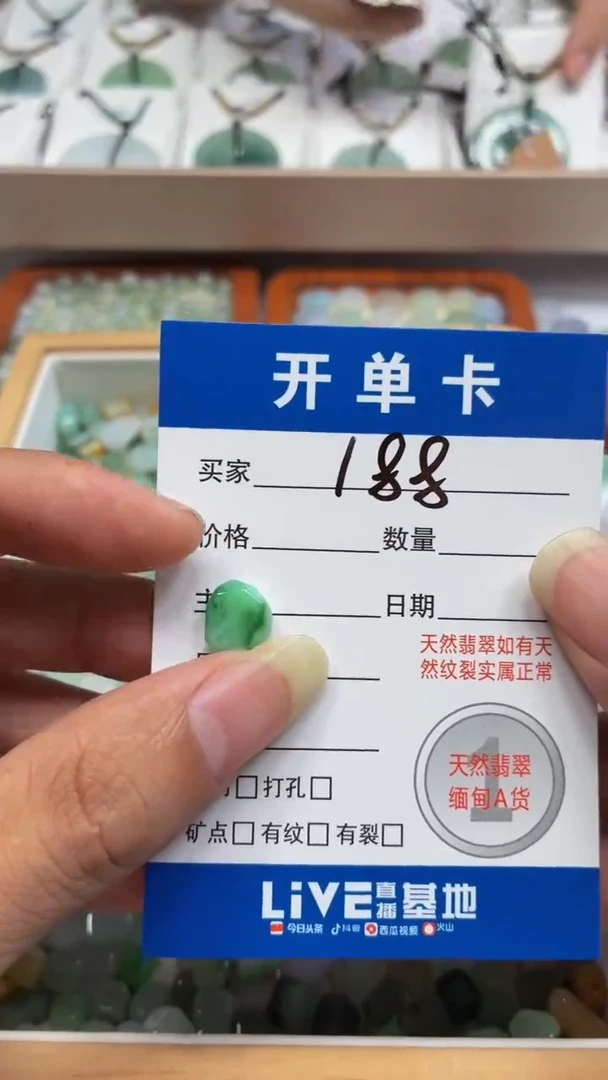 开单卡
买家 188
价格 数量
日期
天然翡翠如有天
然纹裂实属正常
天然翡翠
缅甸A货
1
打孔
矿点 有纹 有裂
LiVE直播基地
今日头条 抖音 西瓜视频 火山